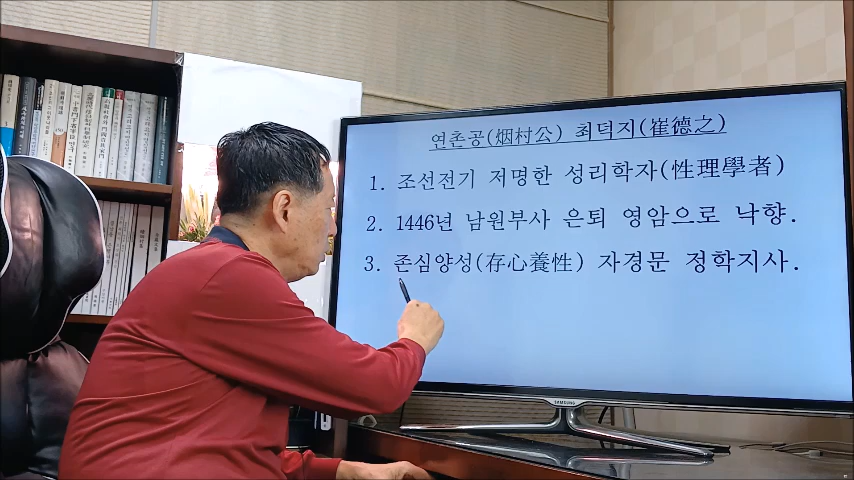 연촌공(烟村公) 최덕지(崔德之)
1. 조선전기 저명한 성리학자(性理學者)
2. 1446년 남원부사 은퇴 영암으로 낙향.
3. 존심양성(存心養性) 자경문 정학지사.
SAMSUNG